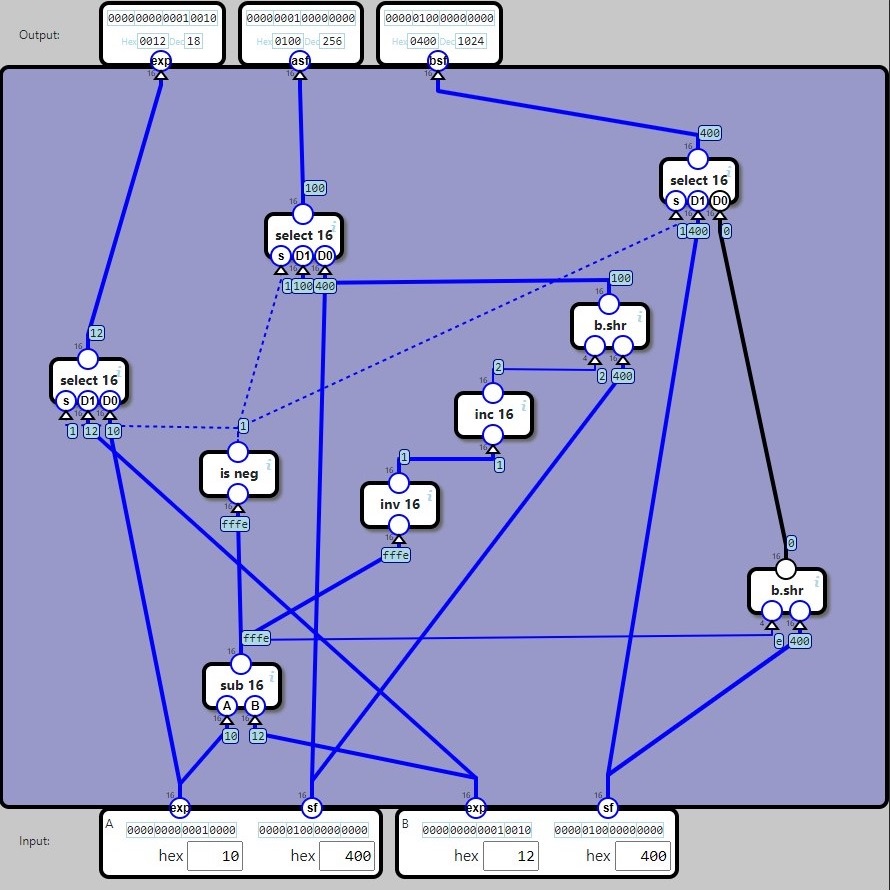 Output:
0000000000010010
Hex 0012 Dec 18
exp
16
0000000100000000
Hex 0100 Dec 256
asf
16
0000010000000000
Hex 0400 Dec 1024
bsf
16
400
16
select 16
i
s D1 D0
16 16
1 400 0
100
16
select 16
i
s D1 D0
16 16
1 100 400
100
16
b.shr
i
4 16
2 400
12
16
select 16
i
s D1 D0
16 16
1 12 10
2
16
inc 16
16
1
1
is neg
i
16
fffe
1
16
inv 16
i
16
fffe
0
16
b.shr
i
4 16
e 400
fffe
16
sub 16
i
A B
16 16
10 12
16 16 16 16
exp sf exp sf
Input:
A
0000000000010000 0000010000000000
hex 10 hex 400
B
0000000000010010 0000010000000000
hex 12 hex 400